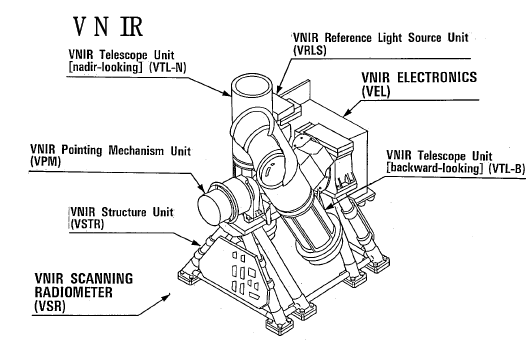 VNIR
VNIR Reference Light Source Unit
(VRLS)
VNIR Telescope Unit
[nadir-looking] (VTL-N)
VNIR ELECTRONICS
(VEL)
VNIR Pointing Mechanism Unit
(VPM)
VNIR Telescope Unit
[backward-looking] (VTL-B)
VNIR Structure Unit
(VSTR)
VNIR SCANNING
RADIOMETER
(VSR)